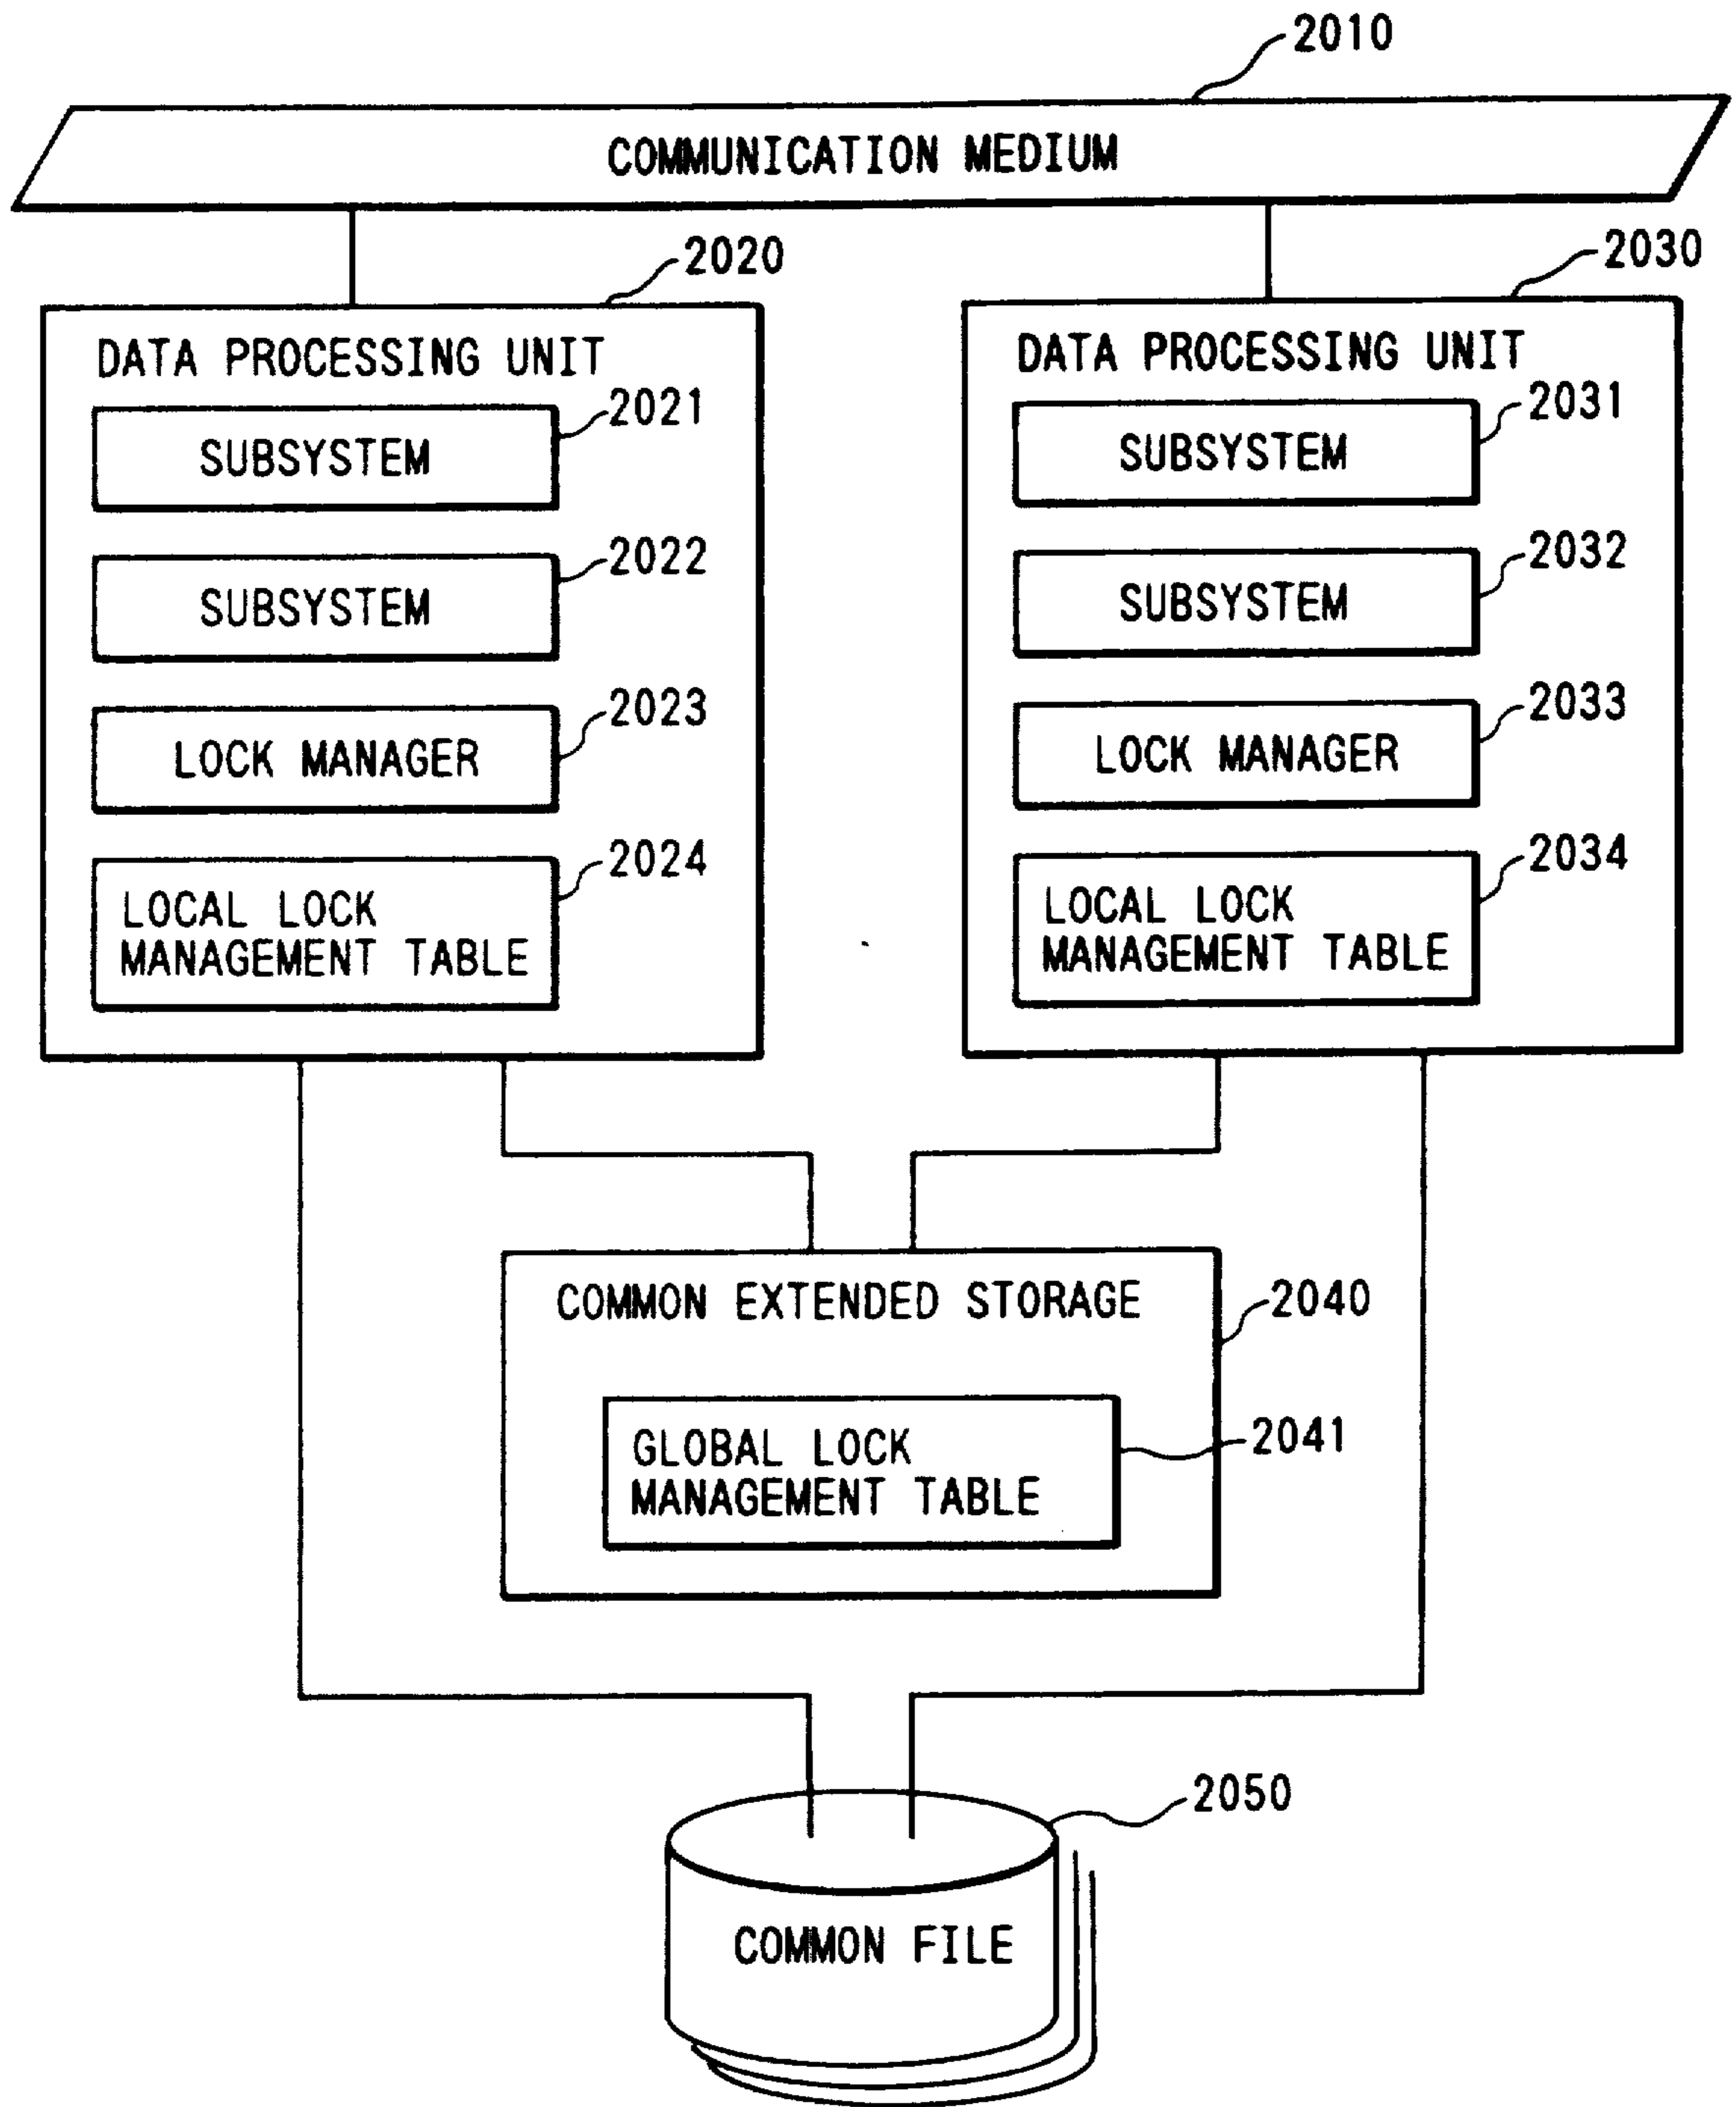 2010
COMMUNICATION MEDIUM
2020
DATA PROCESSING UNIT
2021
SUBSYSTEM
2022
SUBSYSTEM
2023
LOCK MANAGER
2024
LOCAL LOCK
MANAGEMENT TABLE
2030
DATA PROCESSING UNIT
2031
SUBSYSTEM
2032
SUBSYSTEM
2033
LOCK MANAGER
2034
LOCAL LOCK
MANAGEMENT TABLE
COMMON EXTENDED STORAGE
2040
GLOBAL LOCK
MANAGEMENT TABLE
2041
2050
COMMON FILE